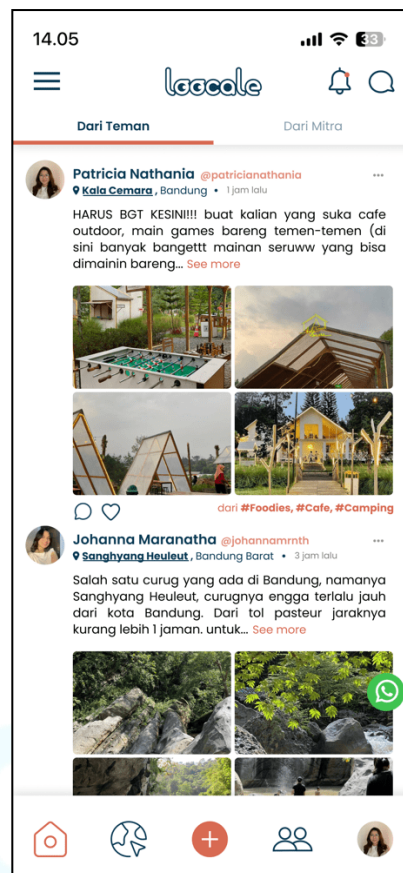 14.05
33
loocale
Dari Teman
Dari Mitra
Patricia Nathania @patricianathania
Kala Cemara , Bandung • 1 jam lalu
HARUS BGT KESINI!!! buat kalian yang suka cafe
outdoor, main games bareng temen-temen (di
sini banyak bangettt mainan seruww yang bisa
dimainin bareng... See more
dari #Foodies, #Cafe, #Camping
Johanna Maranatha @johannamrnth
Sanghyang Heuleut , Bandung Barat • 3 jam lalu
Salah satu curug yang ada di Bandung, namanya
Sanghyang Heuleut, curugnya engga terlalu jauh
dari kota Bandung. Dari tol pasteur jaraknya
kurang lebih 1 jaman. untuk... See more